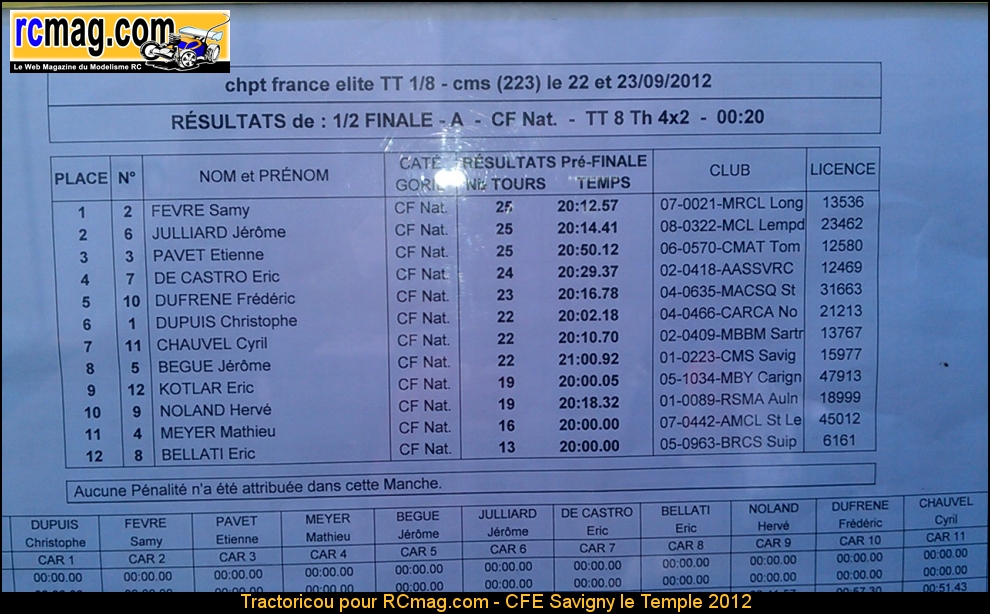 rcmag.com
Le Web Magazine du Modelisme RC
chpt france elite TT 1/8 - cms (223) le 22 et 23/09/2012
RÉSULTATS de : 1/2 FINALE - A - CF Nat. - TT 8 Th 4x2 - 00:20
PLACE N° NOM et PRÉNOM CATÉ GORIE RÉSULTATS Pré-FINALE Nb TOURS TEMPS CLUB LICENCE
1 2 FEVRE Samy CF Nat. 25 20:12.57 07-0021-MRCL Long 13536
2 6 JULLIARD Jérôme CF Nat. 25 20:14.41 08-0322-MCL Lempd 23462
3 3 PAVET Etienne CF Nat. 25 20:50.12 06-0570-CMAT Tom 12580
4 7 DE CASTRO Eric CF Nat. 24 20:29.37 02-0418-AASSVRC 12469
5 10 DUFRENE Frédéric CF Nat. 23 20:16.78 04-0635-MACSQ St 31663
6 1 DUPUIS Christophe CF Nat. 22 20:02.18 04-0466-CARCA No 21213
7 11 CHAUVEL Cyril CF Nat. 22 20:10.70 02-0409-MBBM Sartr 13767
8 5 BEGUE Jérôme CF Nat. 22 21:00.92 01-0223-CMS Savig 15977
9 12 KOTLAR Eric CF Nat. 19 20:00.05 05-1034-MBY Carign 47913
10 9 NOLAND Hervé CF Nat. 19 20:18.32 01-0089-RSMA Auln 18999
11 4 MEYER Mathieu CF Nat. 16 20:00.00 07-0442-AMCL St Le 45012
12 8 BELLATI Eric CF Nat. 13 20:00.00 05-0963-BRCS Suip 6161
Aucune Pénalité n'a été attribuée dans cette Manche.
DUPUIS FEVRE PAVET MEYER BEGUE JULLIARD DE CASTRO BELLATI NOLAND DUFRENE CHAUVEL
Christophe Samy Etienne Mathieu Jérôme Jérôme Eric Eric Hervé Frédéric Cyril
CAR 1 CAR 2 CAR 3 CAR 4 CAR 5 CAR 6 CAR 7 CAR 8 CAR 9 CAR 10 CAR 11
00:00.00 00:00.00 00:00.00 00:00.00 00:00.00 00:00.00 00:00.00 00:00.00 00:00.00 00:00.00 00:00.00
00:57.30 00:51.43
Tractoricou pour RCmag.com - CFE Savigny le Temple 2012